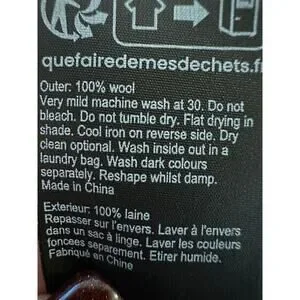 quefairedemesdechets.fr
Outer: 100% wool
Very mild machine wash at 30. Do not
bleach. Do not tumble dry. Flat drying in
shade. Cool iron on reverse side. Dry
clean optional. Wash inside out in a
laundry bag. Wash dark colours
separately. Reshape whilst damp.
Made in China
Exterieur: 100% laine
Repasser sur l'envers. Laver à l'envers
dans un sac à linge. Laver les couleurs
foncees separement. Etirer humide.
Fabriqué en Chine